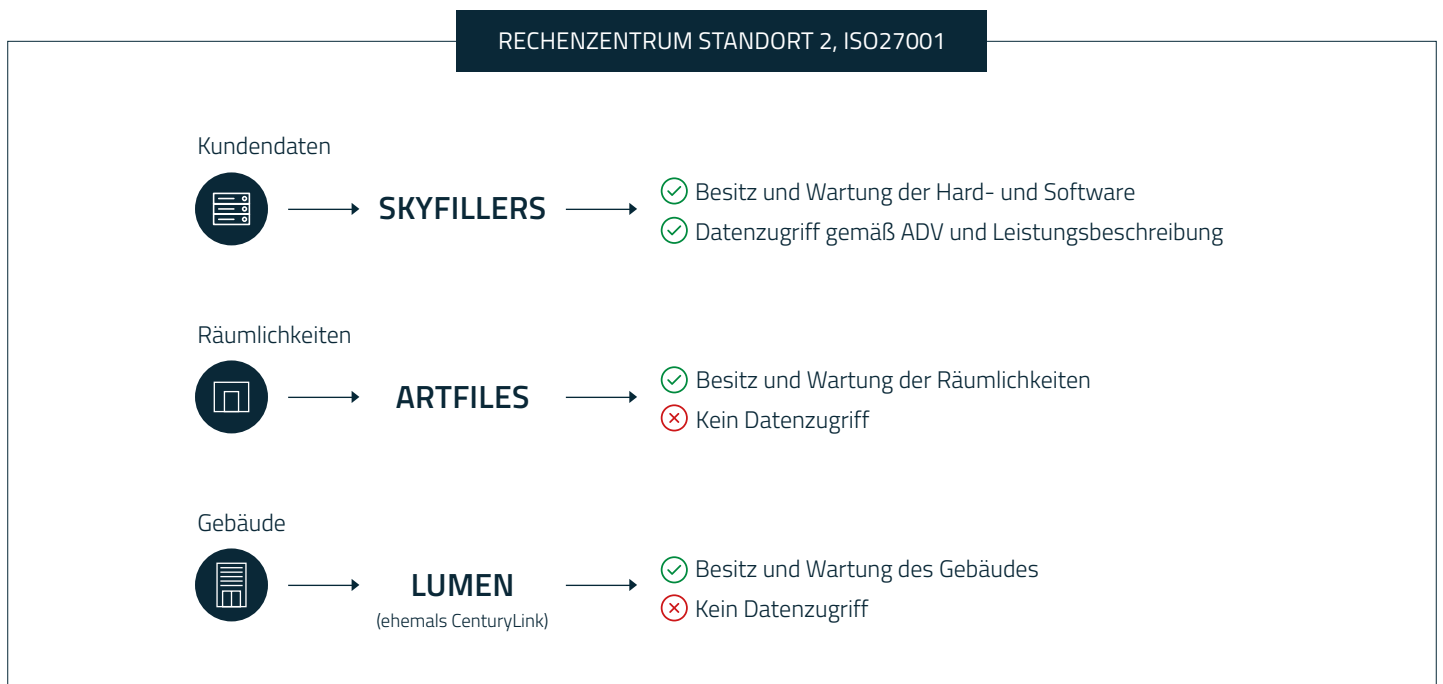 RECHENZENTRUM STANDORT 2, ISO27001
Kundendaten
SKYFILLERS
Besitz und Wartung der Hard- und Software
Datenzugriff gemäß ADV und Leistungsbeschreibung
Räumlichkeiten
ARTFILES
Besitz und Wartung der Räumlichkeiten
Kein Datenzugriff
Gebäude
LUMEN
(ehemals CenturyLink)
Besitz und Wartung des Gebäudes
Kein Datenzugriff